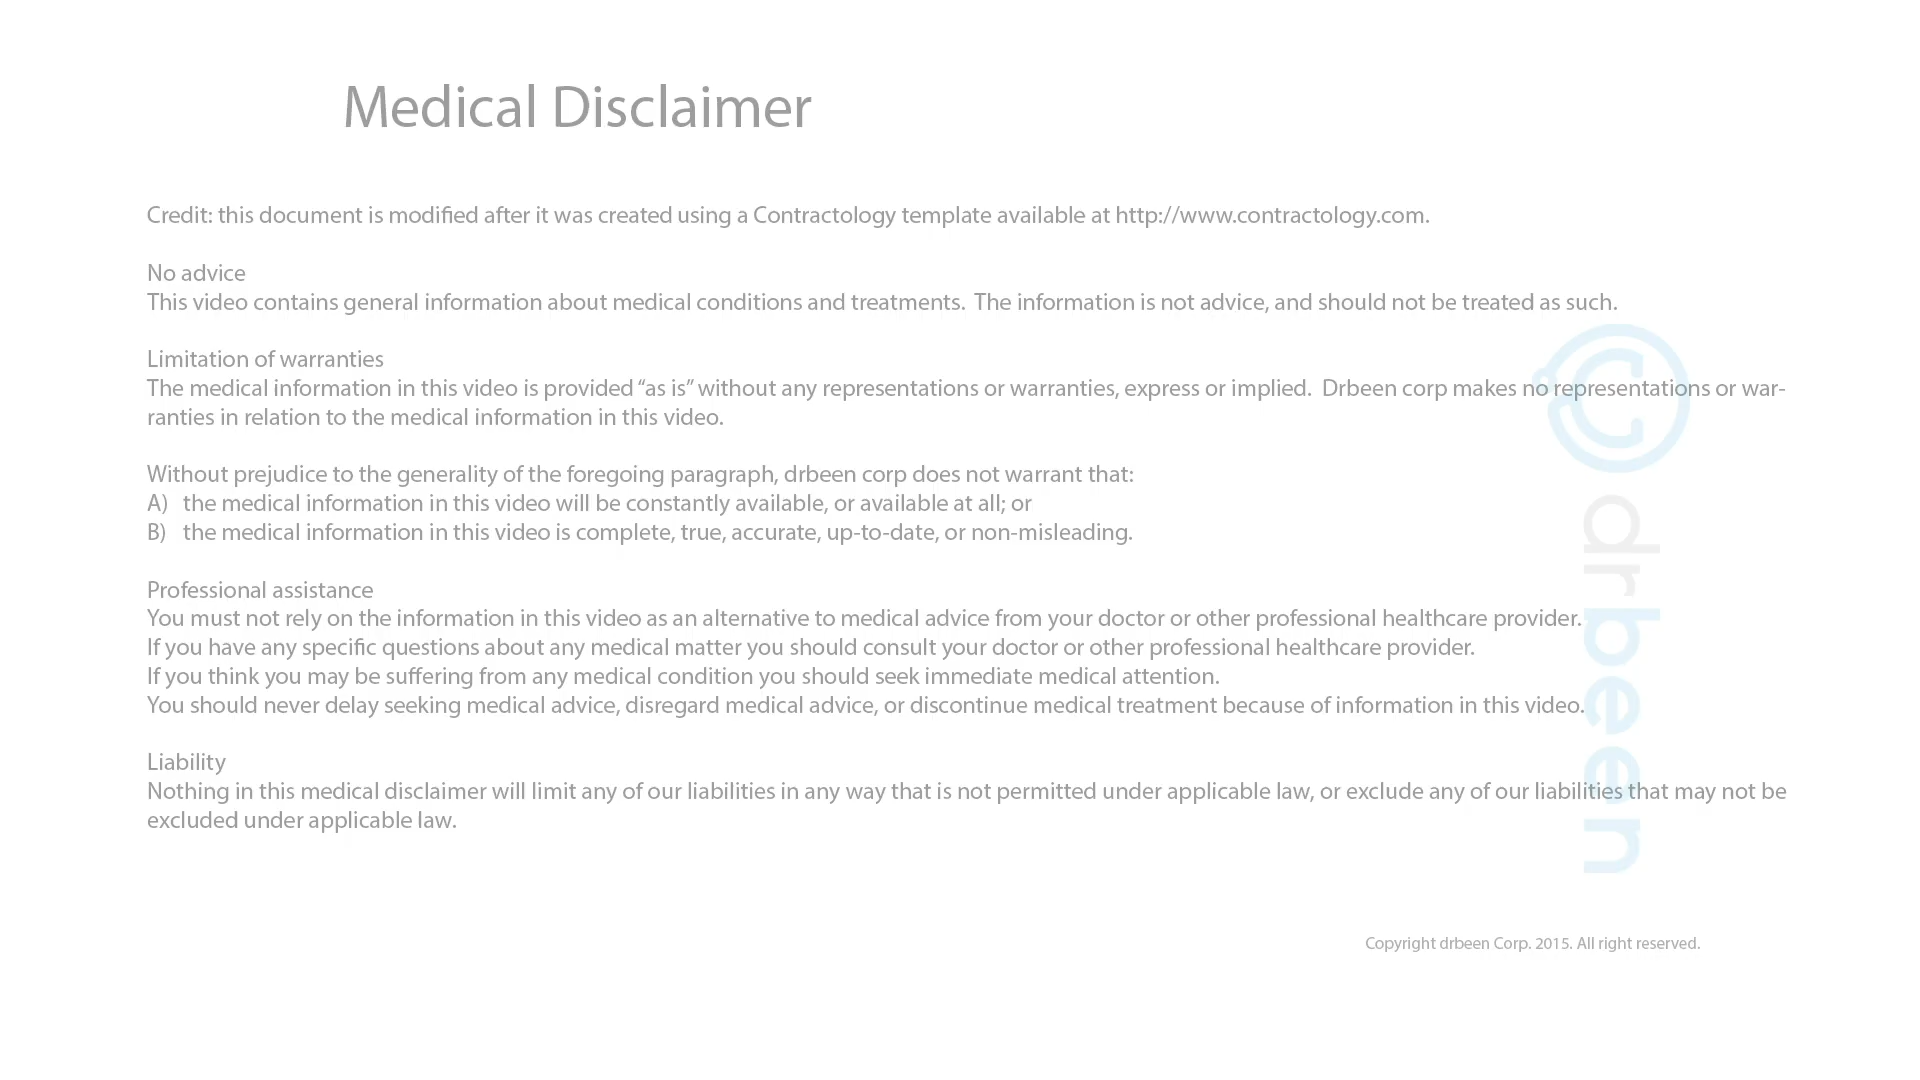 Medical Disclaimer
Credit: this document is modified after it was created using a Contractology template available at http://www.contractology.com.
No advice
This video contains general information about medical conditions and treatments.  The information is not advice, and should not be treated as such.
Limitation of warranties
The medical information in this video is provided “as is” without any representations or warranties, express or implied.  Drbeen corp makes no representations or war-
ranties in relation to the medical information in this video.
Without prejudice to the generality of the foregoing paragraph, drbeen corp does not warrant that:
A)  the medical information in this video will be constantly available, or available at all; or
B)  the medical information in this video is complete, true, accurate, up-to-date, or non-misleading.
Professional assistance
You must not rely on the information in this video as an alternative to medical advice from your doctor or other professional healthcare provider.
If you have any specific questions about any medical matter you should consult your doctor or other professional healthcare provider.
If you think you may be suffering from any medical condition you should seek immediate medical attention.
You should never delay seeking medical advice, disregard medical advice, or discontinue medical treatment because of information in this video.
Liability
Nothing in this medical disclaimer will limit any of our liabilities in any way that is not permitted under applicable law, or exclude any of our liabilities that may not be
excluded under applicable law.
drbeen
Copyright drbeen Corp. 2015. All right reserved.